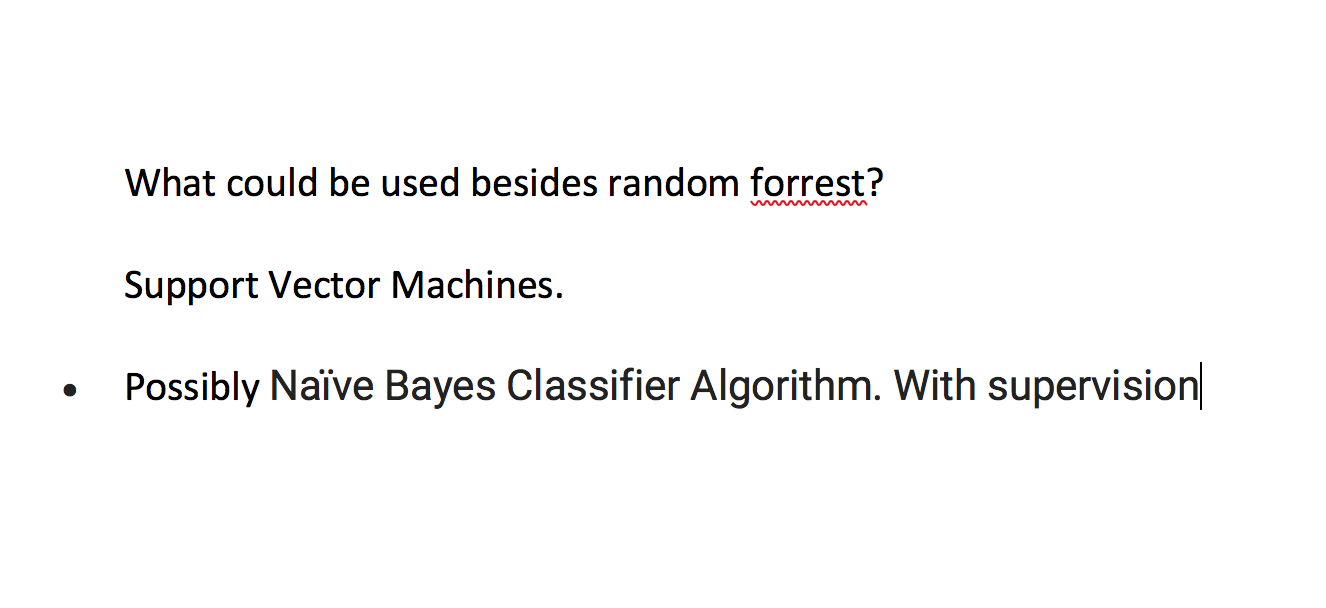 What could be used besides random forrest?
Support Vector Machines.
• Possibly Naïve Bayes Classifier Algorithm. With supervision